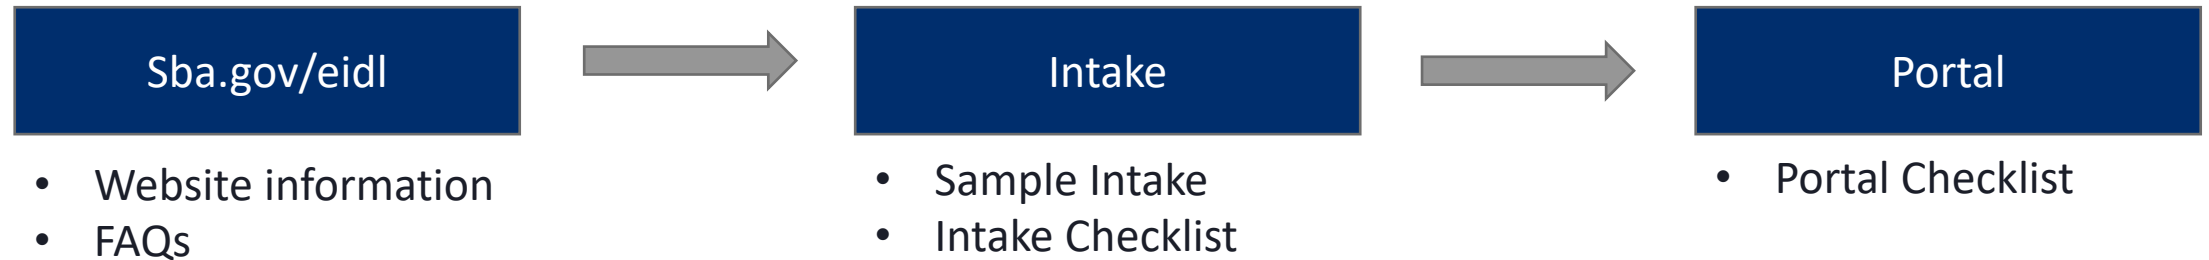 Sba.gov/eidl
• Website information
• FAQs
Intake
• Sample Intake
• Intake Checklist
Portal
• Portal Checklist